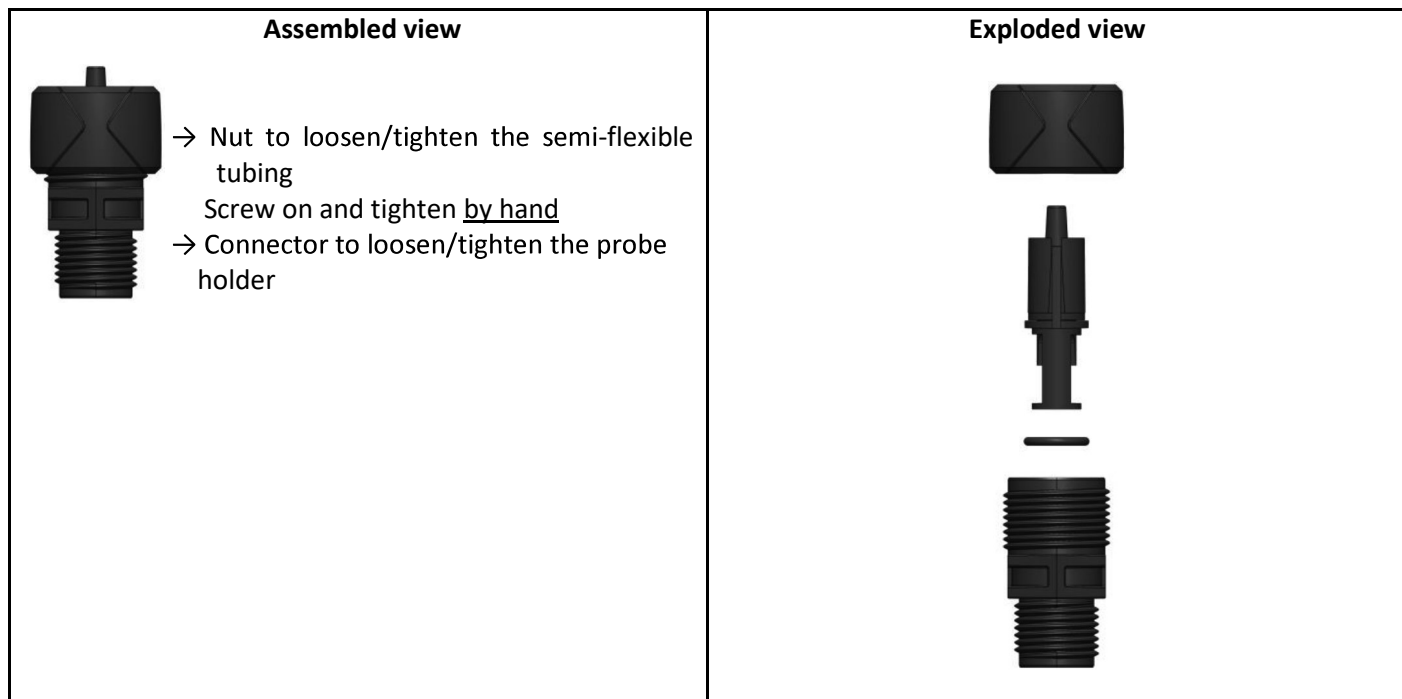 Assembled view
→ Nut to loosen/tighten the semi-flexible
tubing
Screw on and tighten by hand
→ Connector to loosen/tighten the probe
holder
Exploded view